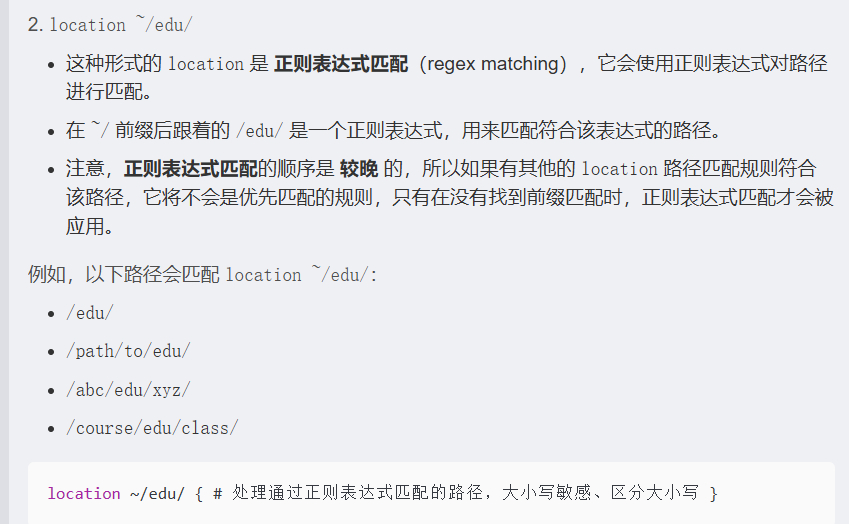 2. location ~/edu/
• 这种形式的 location 是 正则表达式匹配（regex matching），它会使用正则表达式对路径
进行匹配。
• 在 ~/ 前缀后跟着的 /edu/ 是一个正则表达式，用来匹配符合该表达式的路径。
• 注意，正则表达式匹配的顺序是 较晚 的，所以如果有其他的 location 路径匹配规则符合
该路径，它将不会是优先匹配的规则，只有在没有找到前缀匹配时，正则表达式匹配才会被
应用。
例如，以下路径会匹配 location ~/edu/：
• /edu/
• /path/to/edu/
• /abc/edu/xyz/
• /course/edu/class/
location ~/edu/ { # 处理通过正则表达式匹配的路径，大小写敏感、区分大小写 }